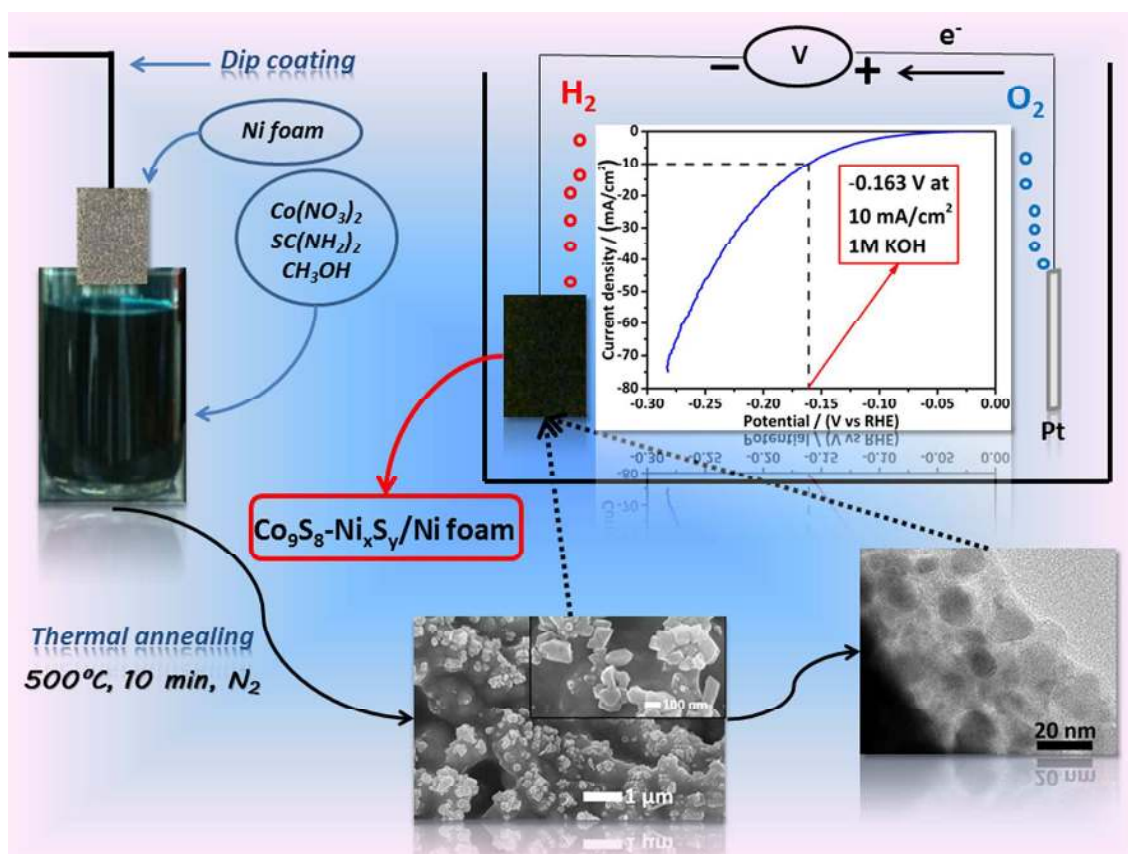 Dip coating
Ni foam
Co(NO₃)₂
SC(NH₂)₂
CH₃OH
− V +
e⁻
H₂
O₂
0
-10
-20
-30
-40
-50
-60
-70
-80
Current density / (mA/cm²)
-0.163 V at
10 mA/cm²
1M KOH
-0.30 -0.25 -0.20 -0.15 -0.10 -0.05 0.00
Potential / (V vs RHE)
Pt
Co₉S₈-NiₓSᵧ/Ni foam
Thermal annealing
500ºC, 10 min, N₂
100 nm
1 µm
20 nm